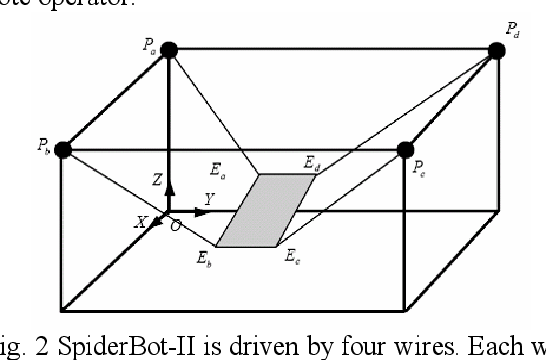 ote operator.
P_d
P_a
P_b
P_c
E_a
E_d
Z
Y
X
O
E_b
E_c
ig. 2 SpiderBot-II is driven by four wires. Each w